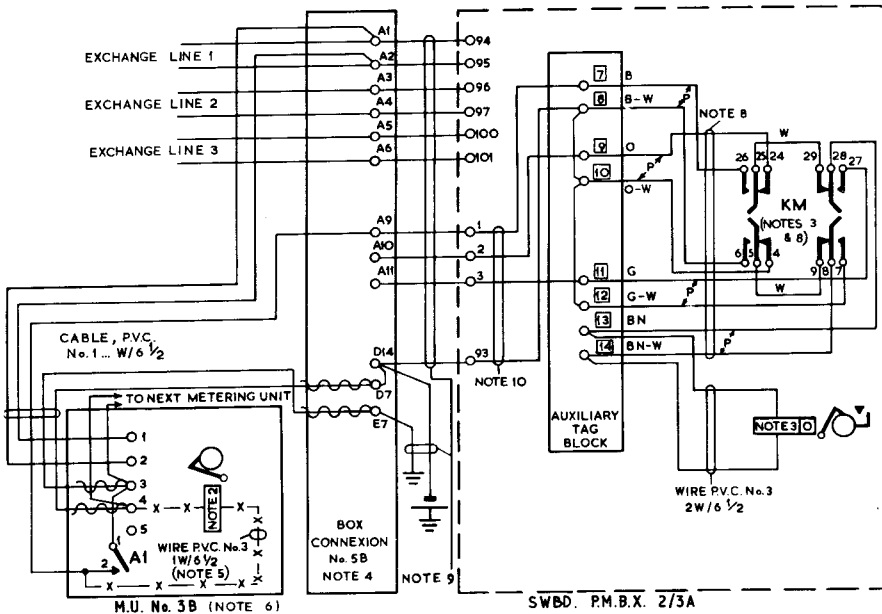 EXCHANGE LINE 1
EXCHANGE LINE 2
EXCHANGE LINE 3
A1
A2
A3
A4
A5
A6
A9
A10
A11
D14
D7
E7
94
95
96
97
100
101
1
2
3
93
7 B
8 B-W
9 O
10 O-W
11 G
12 G-W
13 BN
14 BN-W
P
P
P
P
NOTE 8
W
26 25 24 29 28 27
KM
(NOTES 3
& 8)
6 5 4 9 8 7
W
CABLE, P.V.C.
No. 1 ... W/6 1/2
TO NEXT METERING UNIT
1
2
3
4
5
1
A1
2
NOTE 2
WIRE P.V.C. No. 3
1W/6 1/2
(NOTE 5)
M.U. No. 3B (NOTE 6)
BOX
CONNEXION
No. 5B
NOTE 4
NOTE 9
NOTE 10
AUXILIARY
TAG
BLOCK
NOTE 3 O
WIRE P.V.C. No. 3
2W/6 1/2
SWBD. P.M.B.X. 2/3A